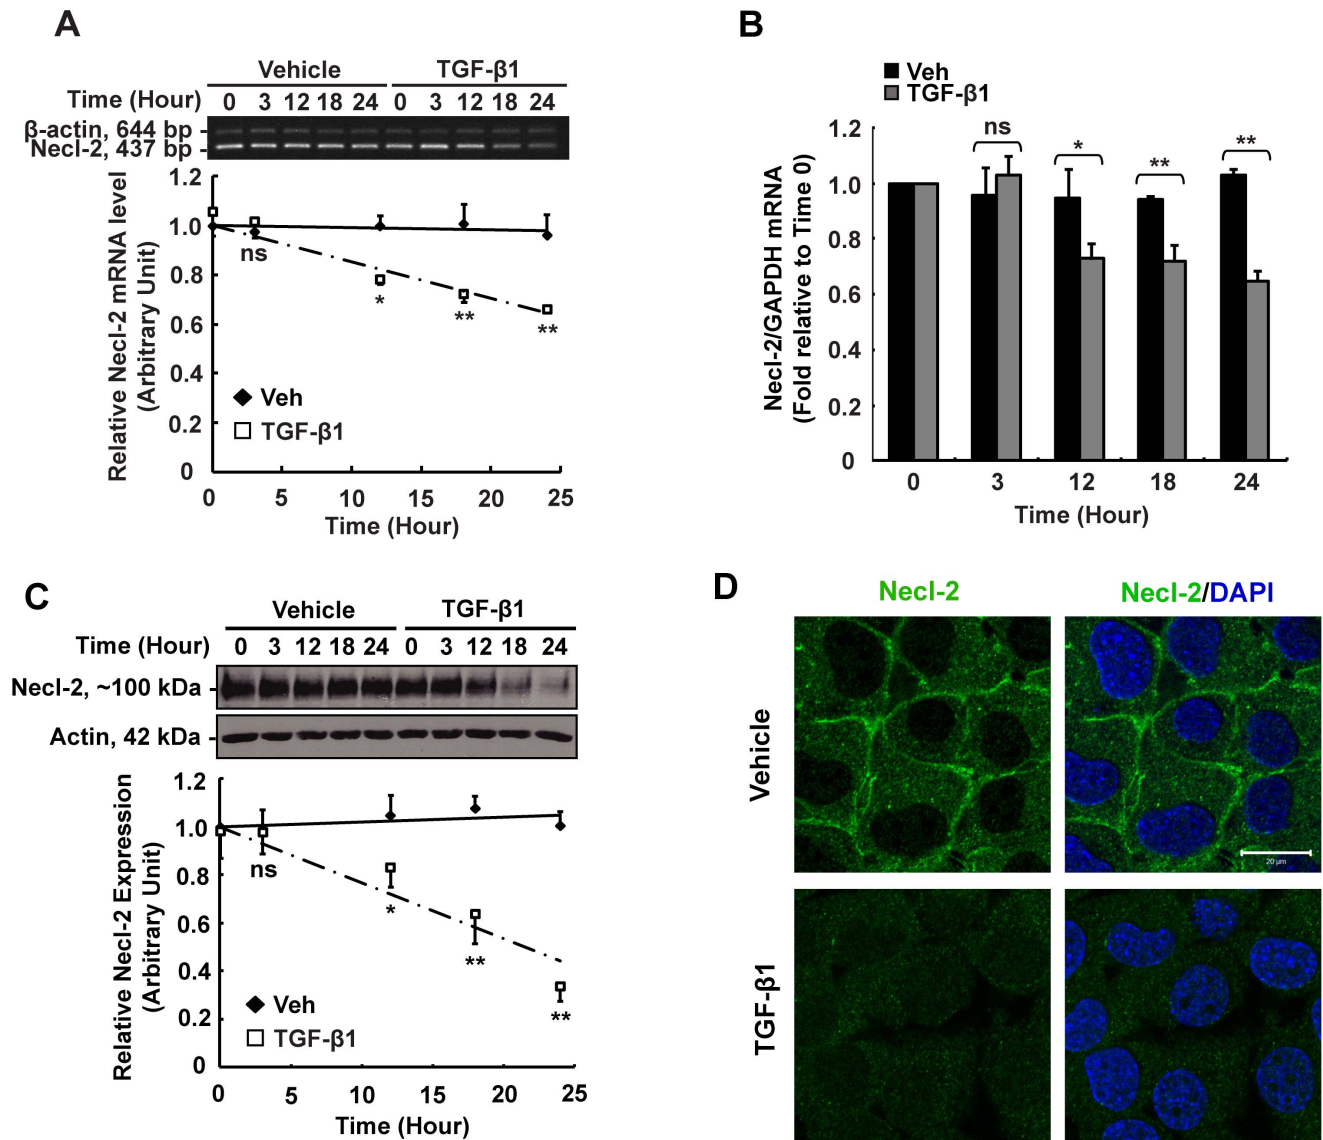 A
Vehicle TGF-β1
Time (Hour) 0 3 12 18 24 0 3 12 18 24
β-actin, 644 bp -
Necl-2, 437 bp -
Relative Necl-2 mRNA level
(Arbitrary Unit)
1.2
1.0
0.8
0.6
0.4
0.2
0
ns
*
**
**
Veh
TGF-β1
0 5 10 15 20 25
Time (Hour)
B
Veh
TGF-β1
Necl-2/GAPDH mRNA
(Fold relative to Time 0)
1.2
1.0
0.8
0.6
0.4
0.2
0
ns
*
**
**
0 3 12 18 24
Time (Hour)
C
Vehicle TGF-β1
Time (Hour) 0 3 12 18 24 0 3 12 18 24
Necl-2, ~100 kDa -
Actin, 42 kDa -
Relative Necl-2 Expression
(Arbitrary Unit)
1.2
1.0
0.8
0.6
0.4
0.2
0
ns
*
**
**
Veh
TGF-β1
0 5 10 15 20 25
Time (Hour)
D
Necl-2 Necl-2/DAPI
Vehicle
20 µm
TGF-β1